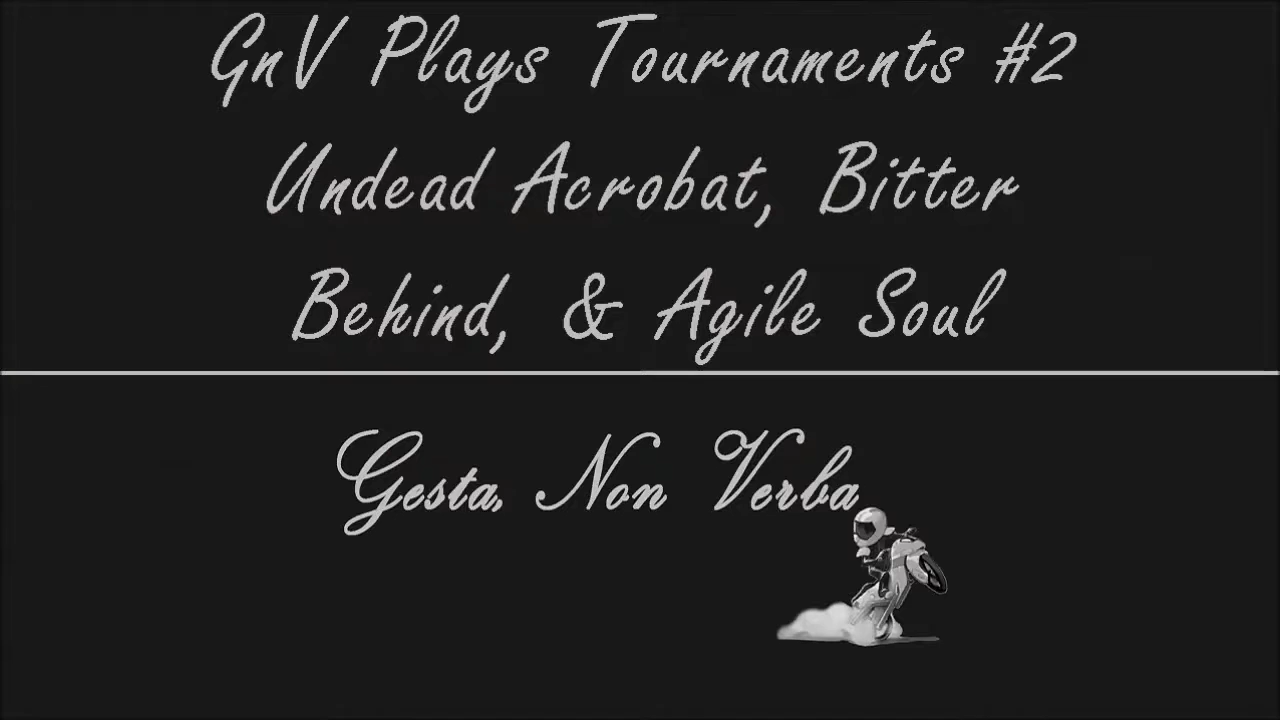 GnV Plays Tournaments #2
Undead Acrobat, Bitter
Behind, & Agile Soul
Gesta, Non Verba